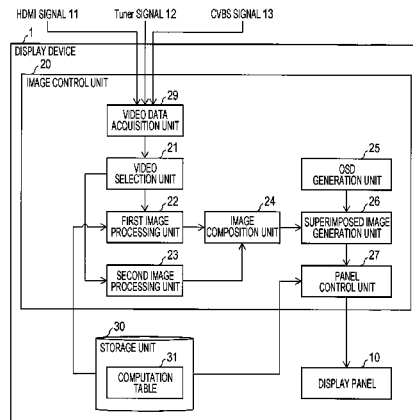 HDMI SIGNAL 11
Tuner SIGNAL 12
CVBS SIGNAL 13
1
DISPLAY DEVICE
20
IMAGE CONTROL UNIT
29
VIDEO DATA
ACQUISITION UNIT
21
VIDEO
SELECTION UNIT
25
OSD
GENERATION UNIT
22
FIRST IMAGE
PROCESSING UNIT
24
IMAGE
COMPOSITION UNIT
26
SUPERIMPOSED IMAGE
GENERATION UNIT
23
SECOND IMAGE
PROCESSING UNIT
27
PANEL
CONTROL UNIT
30
STORAGE UNIT
31
COMPUTATION
TABLE
10
DISPLAY PANEL